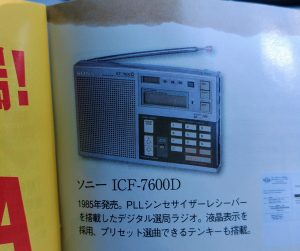 ソニー ICF-7600D
1985年発売。PLLシンセサイザーレシーバー
を搭載したデジタル選局ラジオ。液晶表示を
採用、プリセット選曲できるテンキーも搭載。